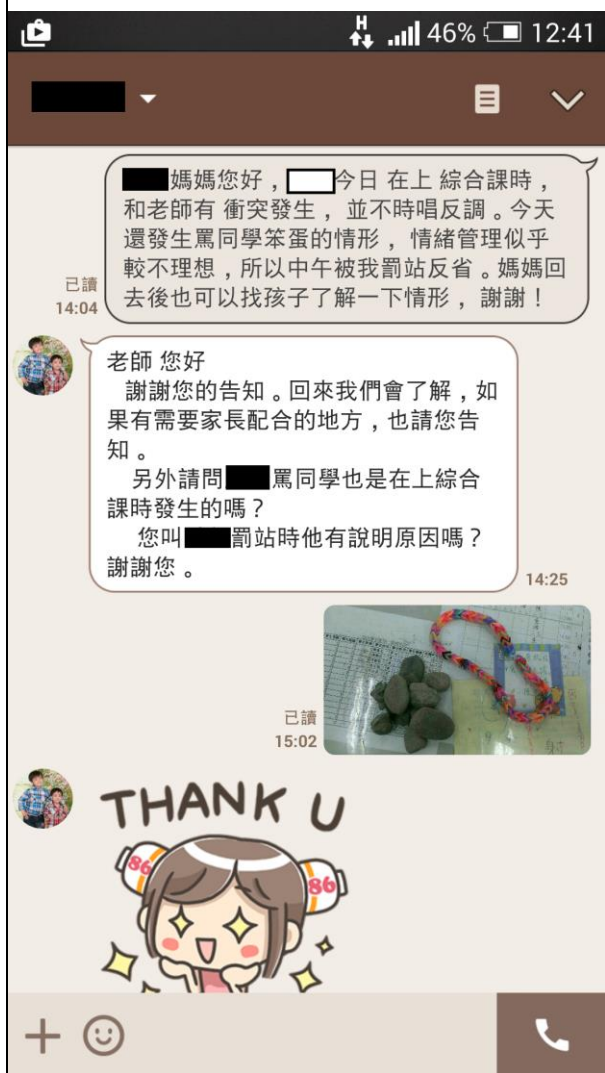 H 46% 12:41
媽媽您好，今日 在上 綜合課時，
和老師有 衝突發生， 並不時唱反調。今天
還發生罵同學笨蛋的情形， 情緒管理似乎
較不理想，所以中午被我罰站反省。媽媽回
去後也可以找孩子了解一下情形， 謝謝！
已讀
14:04
老師 您好
謝謝您的告知。回來我們會了解，如
果有需要家長配合的地方，也請您告
知。
另外請問罵同學也是在上綜合
課時發生的嗎？
您叫罰站時他有說明原因嗎？
謝謝您。
14:25
已讀
15:02
THANK U
86
86